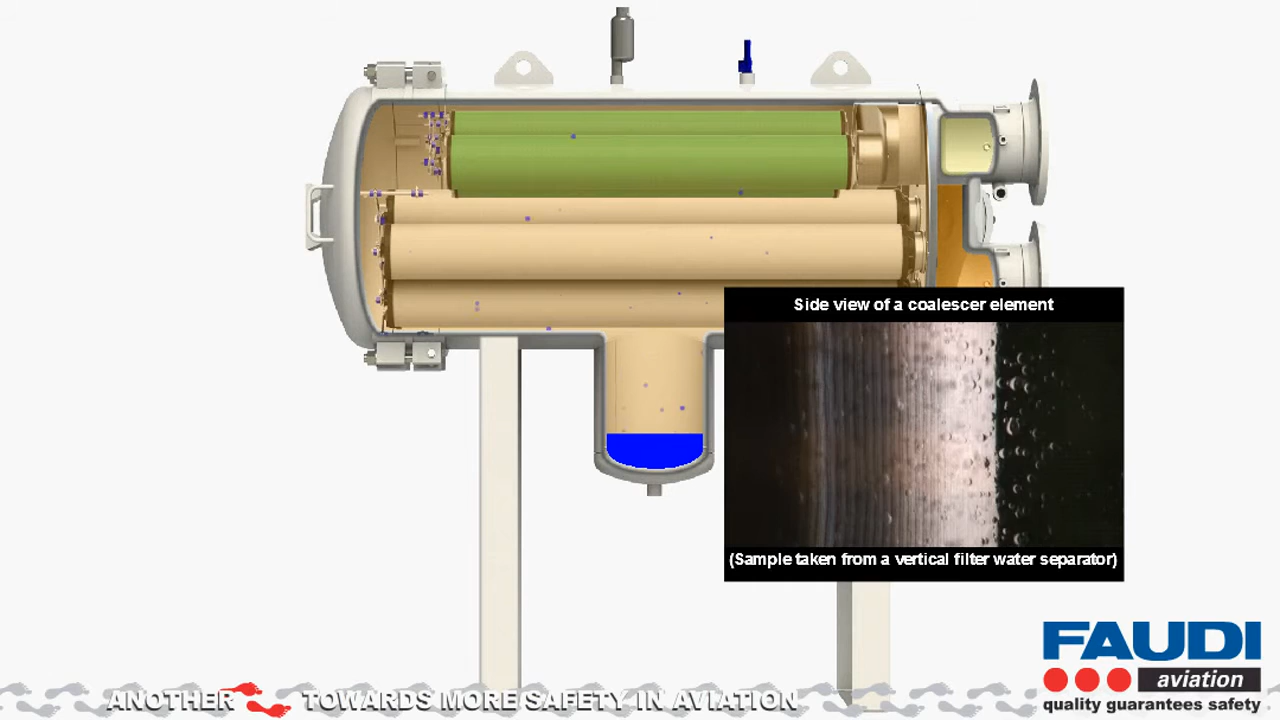 Side view of a coalescer element
(Sample taken from a vertical filter water separator)
FAUDI
aviation
quality guarantees safety
ANOTHER TOWARDS MORE SAFETY IN AVIATION